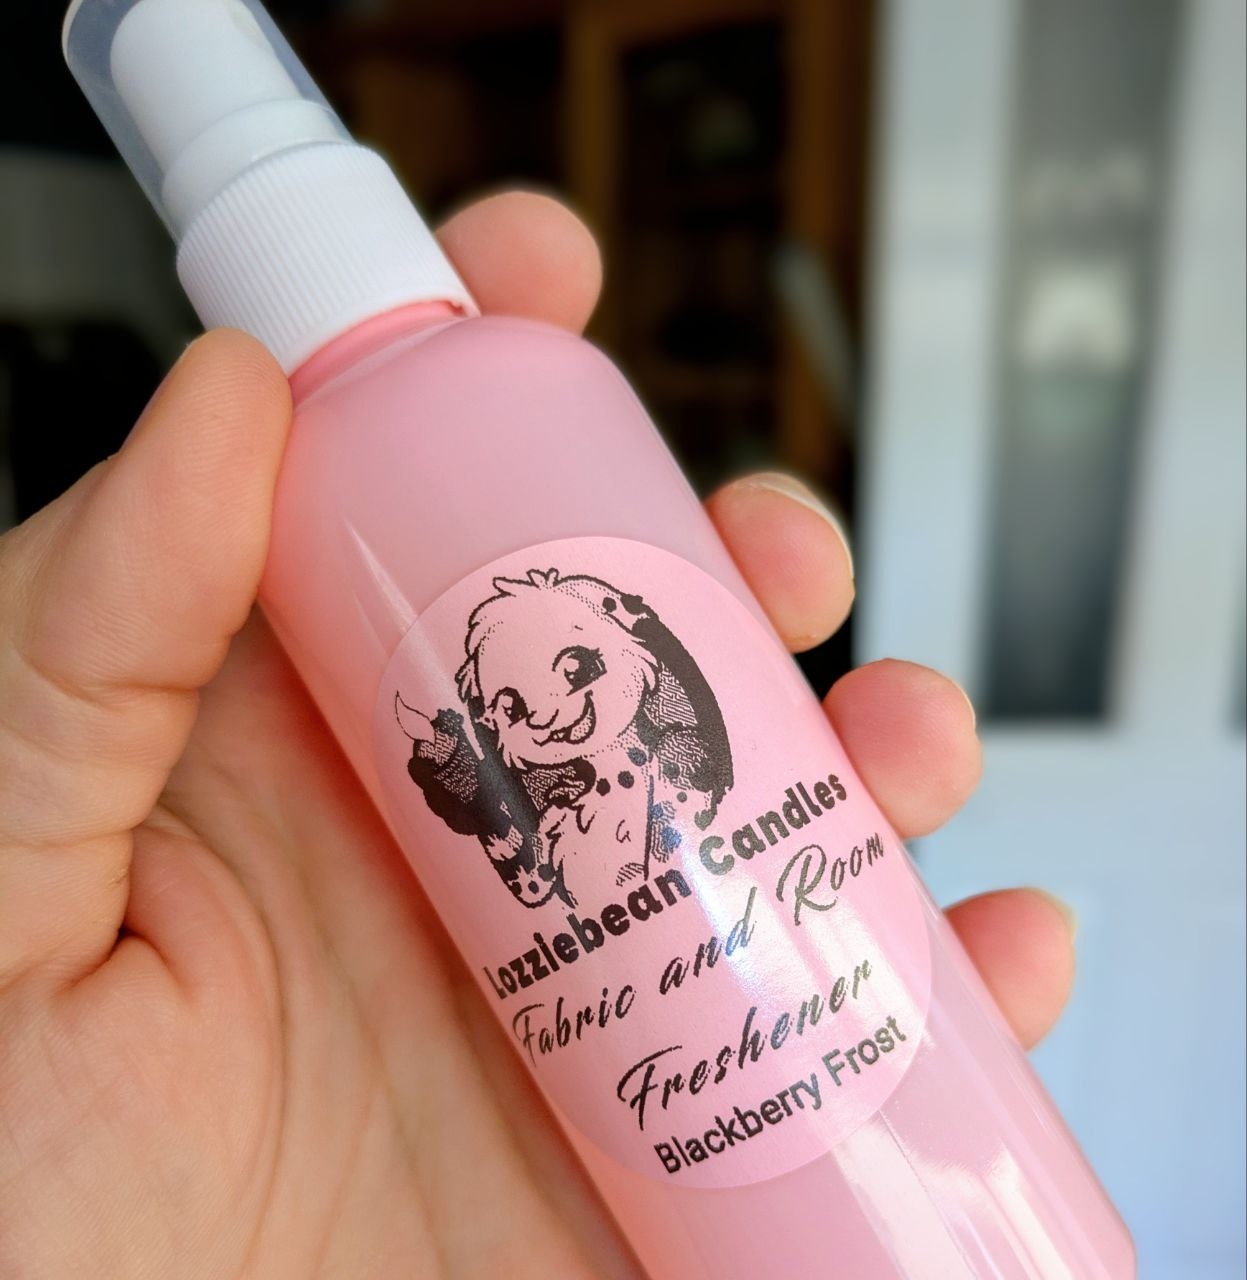 Lozziebean Candles
Fabric and Room
Freshener
Blackberry Frost